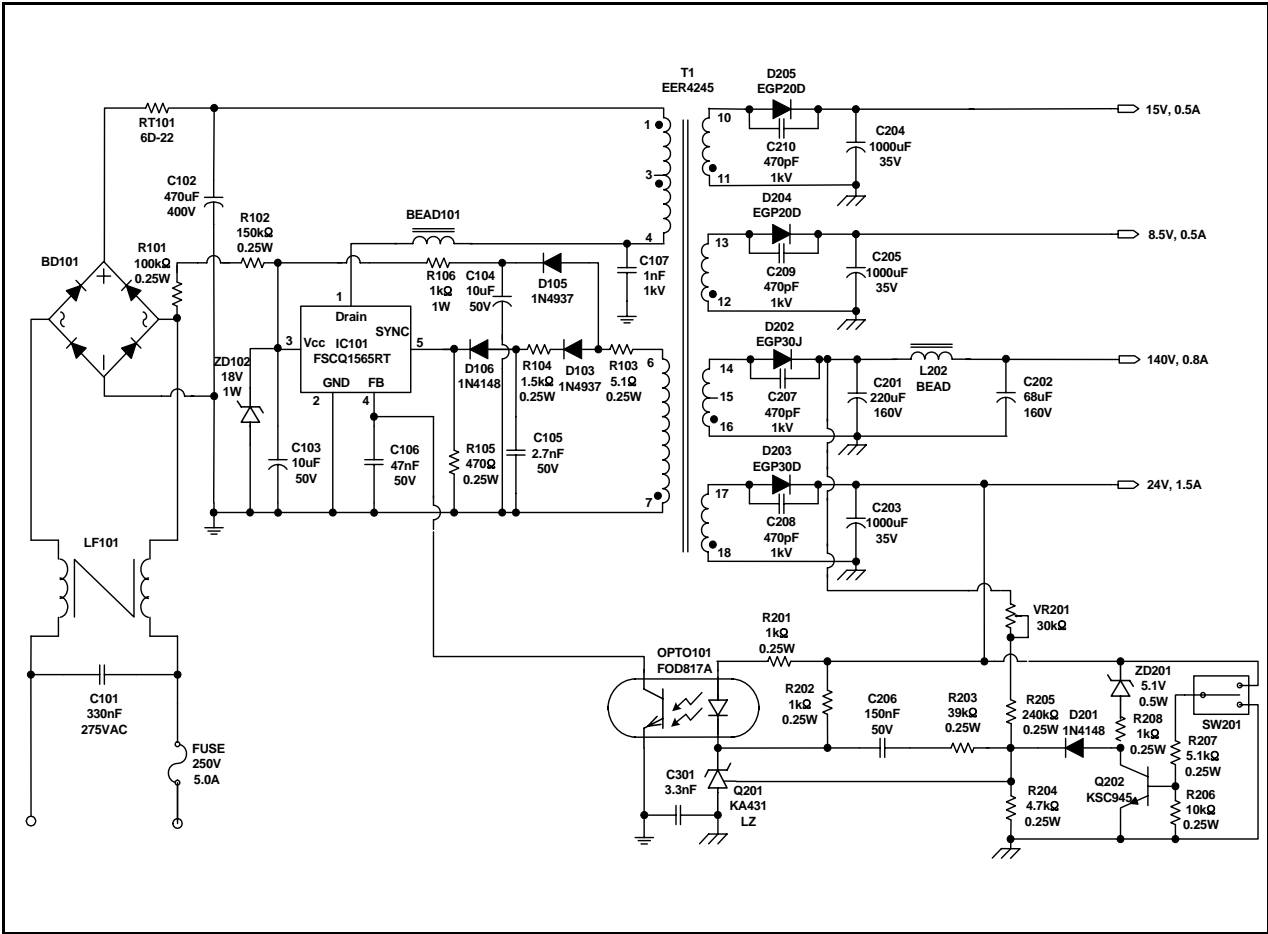 T1
EER4245
D205
EGP20D
RT101
6D-22
1
3
4
10
11
C210
470pF
1kV
C204
1000uF
35V
15V, 0.5A
C102
470uF
400V
R102
150kΩ
0.25W
BEAD101
D204
EGP20D
13
12
C209
470pF
1kV
C205
1000uF
35V
8.5V, 0.5A
BD101
R101
100kΩ
0.25W
R106
1kΩ
1W
C104
10uF
50V
D105
1N4937
C107
1nF
1kV
1
Drain
SYNC
3
Vcc
IC101
FSCQ1565RT
5
GND
FB
2
4
ZD102
18V
1W
D106
1N4148
R104
1.5kΩ
0.25W
D103
1N4937
R103
5.1Ω
0.25W
6
7
D202
EGP30J
14
15
16
C207
470pF
1kV
C201
220uF
160V
L202
BEAD
C202
68uF
160V
140V, 0.8A
C103
10uF
50V
C106
47nF
50V
R105
470Ω
0.25W
C105
2.7nF
50V
D203
EGP30D
17
18
C208
470pF
1kV
C203
1000uF
35V
24V, 1.5A
LF101
C101
330nF
275VAC
FUSE
250V
5.0A
OPTO101
FOD817A
R201
1kΩ
0.25W
R202
1kΩ
0.25W
C206
150nF
50V
R203
39kΩ
0.25W
VR201
30kΩ
R205
240kΩ
0.25W
D201
1N4148
ZD201
5.1V
0.5W
R208
1kΩ
0.25W
R207
5.1kΩ
0.25W
SW201
C301
3.3nF
Q201
KA431
LZ
R204
4.7kΩ
0.25W
Q202
KSC945
R206
10kΩ
0.25W